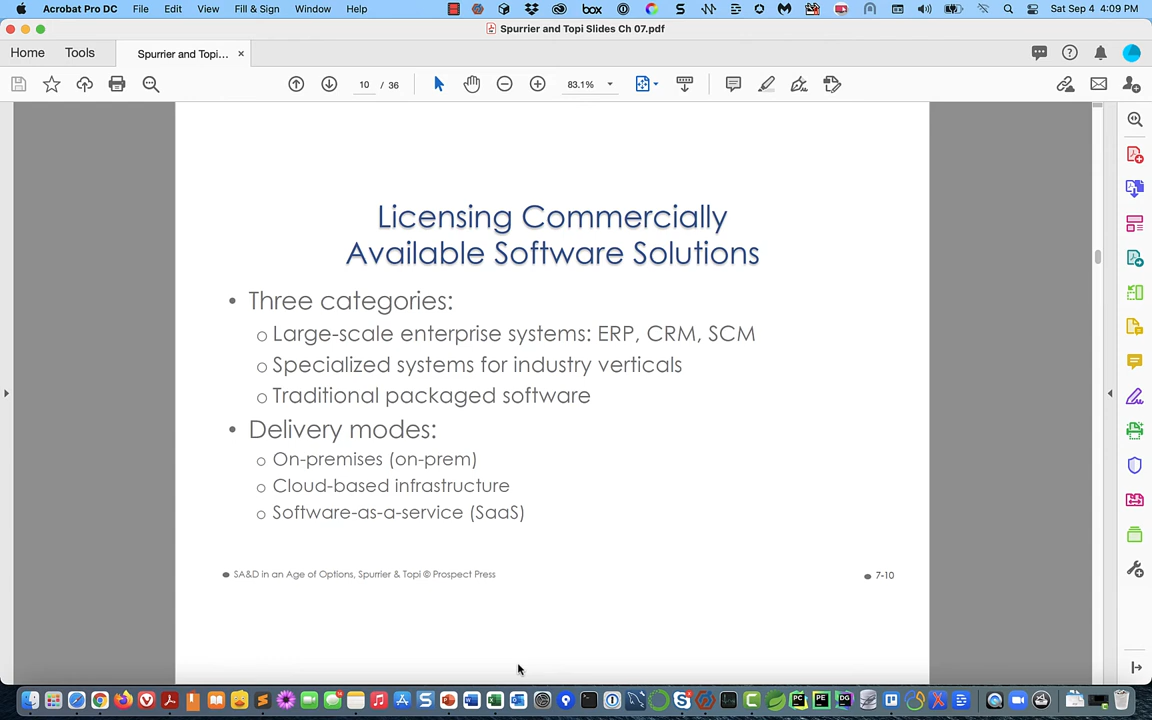 Acrobat Pro DC File Edit View Fill & Sign Window Help box Sat Sep 4 4:09 PM
Spurrier and Topi Slides Ch 07.pdf
Home Tools Spurrier and Topi... ×
10 / 36 83.1%
Licensing Commercially
Available Software Solutions
• Three categories:
o Large-scale enterprise systems: ERP, CRM, SCM
o Specialized systems for industry verticals
o Traditional packaged software
• Delivery modes:
o On-premises (on-prem)
o Cloud-based infrastructure
o Software-as-a-service (SaaS)
SA&D in an Age of Options, Spurrier & Topi © Prospect Press
7-10